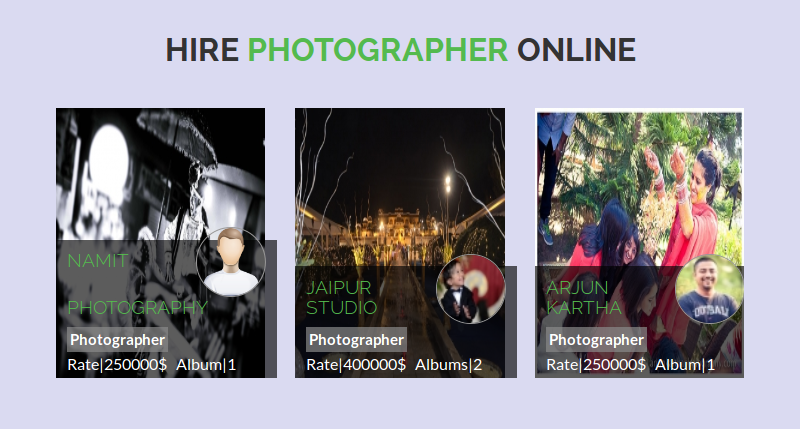 HIRE PHOTOGRAPHER ONLINE
NAMIT
PHOTOGRAPHY
Photographer
Rate|250000$ Album|1
JAIPUR
STUDIO
Photographer
Rate|400000$ Albums|2
ARJUN
KARTHA
Photographer
Rate|250000$ Album|1